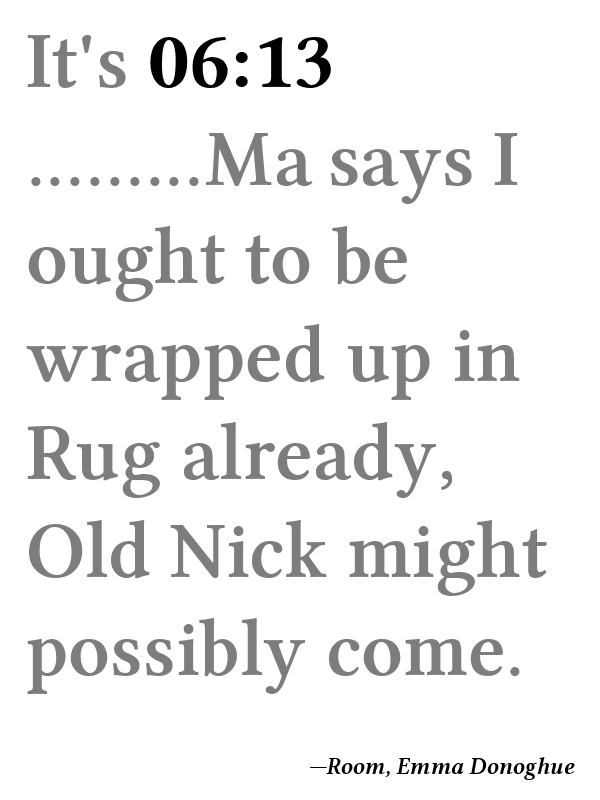 It's 06:13
.........Ma says I
ought to be
wrapped up in
Rug already,
Old Nick might
possibly come.
—Room, Emma Donoghue